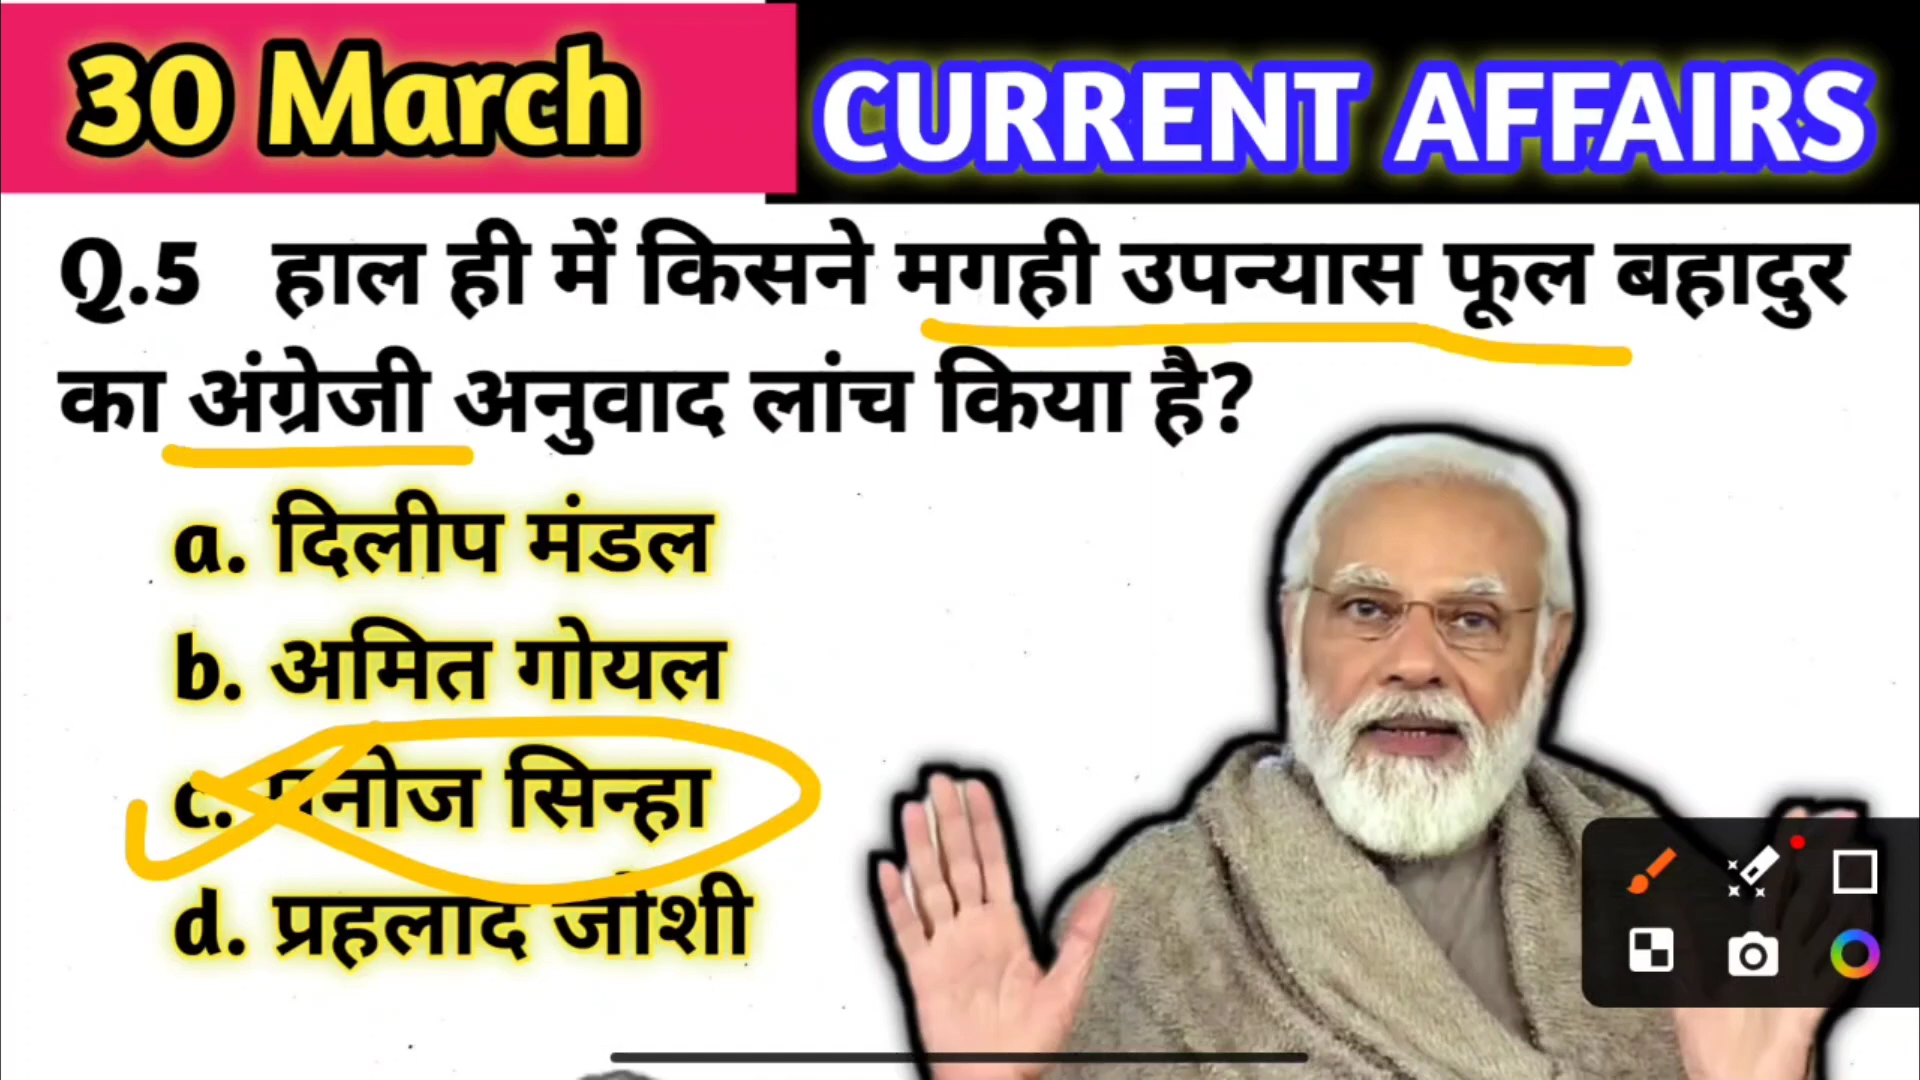 30 March
CURRENT AFFAIRS
Q.5 हाल ही में किसने मगही उपन्यास फूल बहादुर
का अंग्रेजी अनुवाद लांच किया है?
a. दिलीप मंडल
b. अमित गोयल
c. मनोज सिन्हा
d. प्रहलाद जोशी